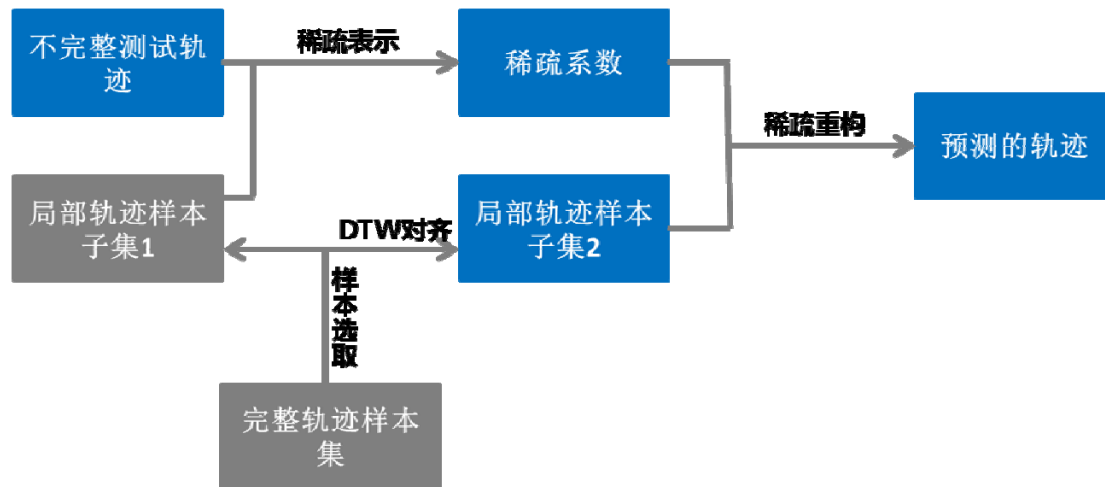 不完整测试轨
迹
稀疏表示
稀疏系数
稀疏重构
预测的轨迹
局部轨迹样本
子集1
DTW对齐
局部轨迹样本
子集2
样本选取
完整轨迹样本
集